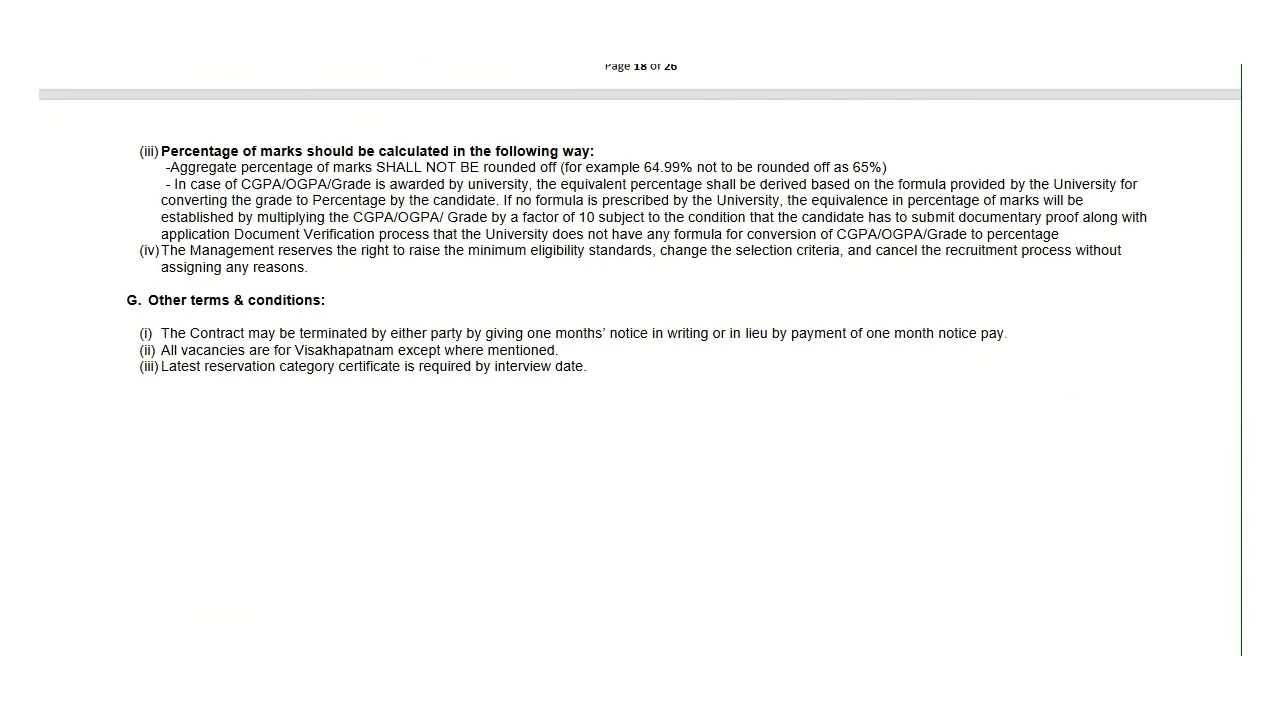 Page 18 of 26
(iii) Percentage of marks should be calculated in the following way:
-Aggregate percentage of marks SHALL NOT BE rounded off (for example 64.99% not to be rounded off as 65%)
- In case of CGPA/OGPA/Grade is awarded by university, the equivalent percentage shall be derived based on the formula provided by the University for
converting the grade to Percentage by the candidate. If no formula is prescribed by the University, the equivalence in percentage of marks will be
established by multiplying the CGPA/OGPA/ Grade by a factor of 10 subject to the condition that the candidate has to submit documentary proof along with
application Document Verification process that the University does not have any formula for conversion of CGPA/OGPA/Grade to percentage
(iv) The Management reserves the right to raise the minimum eligibility standards, change the selection criteria, and cancel the recruitment process without
assigning any reasons.
G. Other terms & conditions:
(i) The Contract may be terminated by either party by giving one months’ notice in writing or in lieu by payment of one month notice pay.
(ii) All vacancies are for Visakhapatnam except where mentioned.
(iii) Latest reservation category certificate is required by interview date.